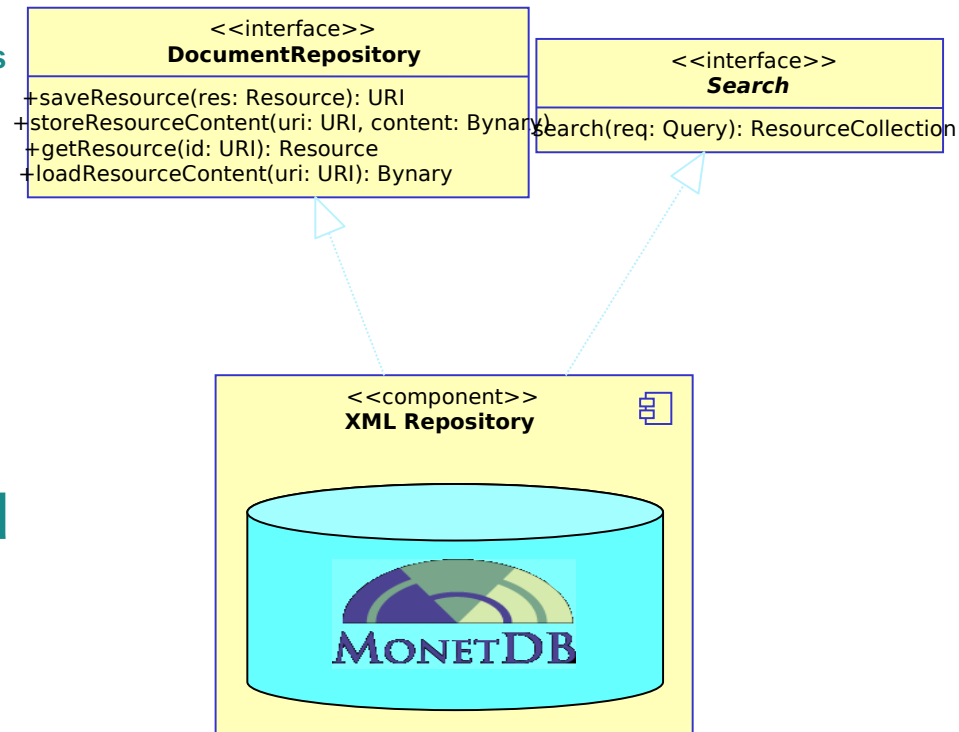 <<interface>>
DocumentRepository
+saveResource(res: Resource): URI
+storeResourceContent(uri: URI, content: Bynary)
+getResource(id: URI): Resource
+loadResourceContent(uri: URI): Bynary
<<interface>>
Search
search(req: Query): ResourceCollection
<<component>>
XML Repository
MONETDB